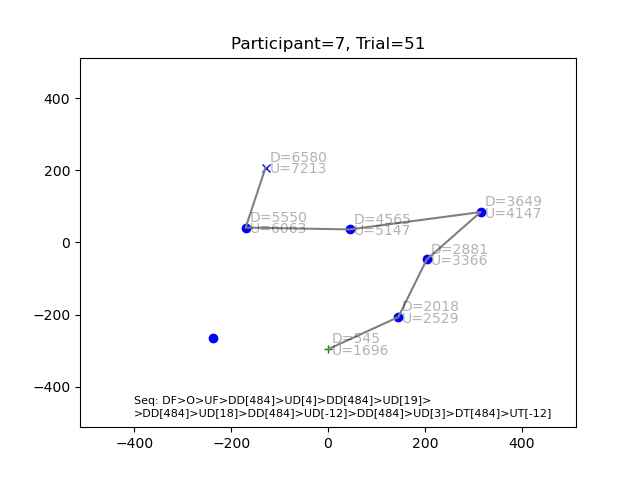 Participant=7, Trial=51
400
200
0
−200
−400
D=6580
U=7213
D=5550
U=6063
D=4565
U=5147
D=3649
U=4147
D=2881
U=3366
D=2018
U=2529
D=545
U=1696
Seq: DF>O>UF>DD[484]>UD[4]>DD[484]>UD[19]>
>DD[484]>UD[18]>DD[484]>UD[-12]>DD[484]>UD[3]>DT[484]>UT[-12]
−400 −200 0 200 400